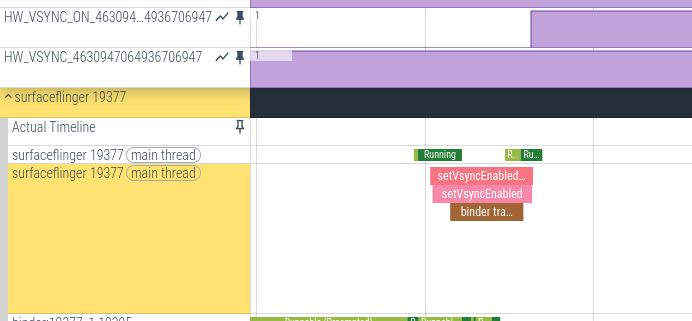 HW_VSYNC_ON_463094...4936706947
1
HW_VSYNC_4630947064936706947
1
surfaceflinger 19377
Actual Timeline
surfaceflinger 19377 main thread
Running R... Ru...
surfaceflinger 19377 main thread
setVsyncEnabled...
setVsyncEnabled
binder tra...